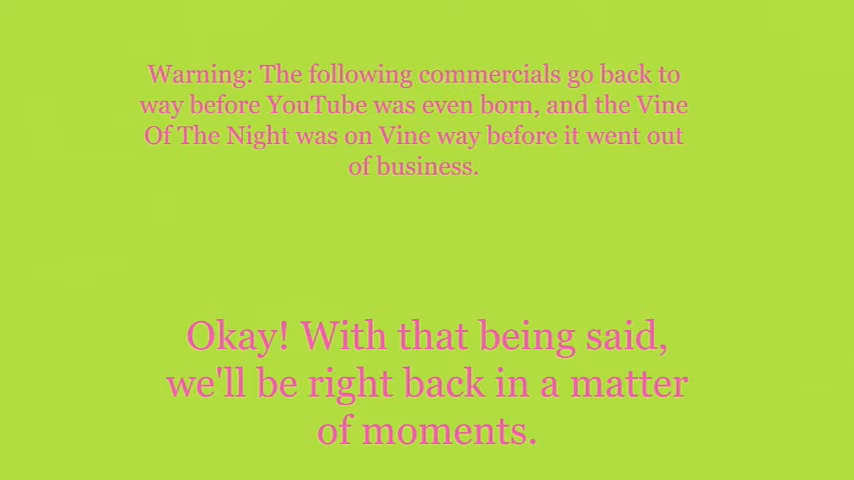 Warning: The following commercials go back to
way before YouTube was even born, and the Vine
Of The Night was on Vine way before it went out
of business.
Okay! With that being said,
we'll be right back in a matter
of moments.